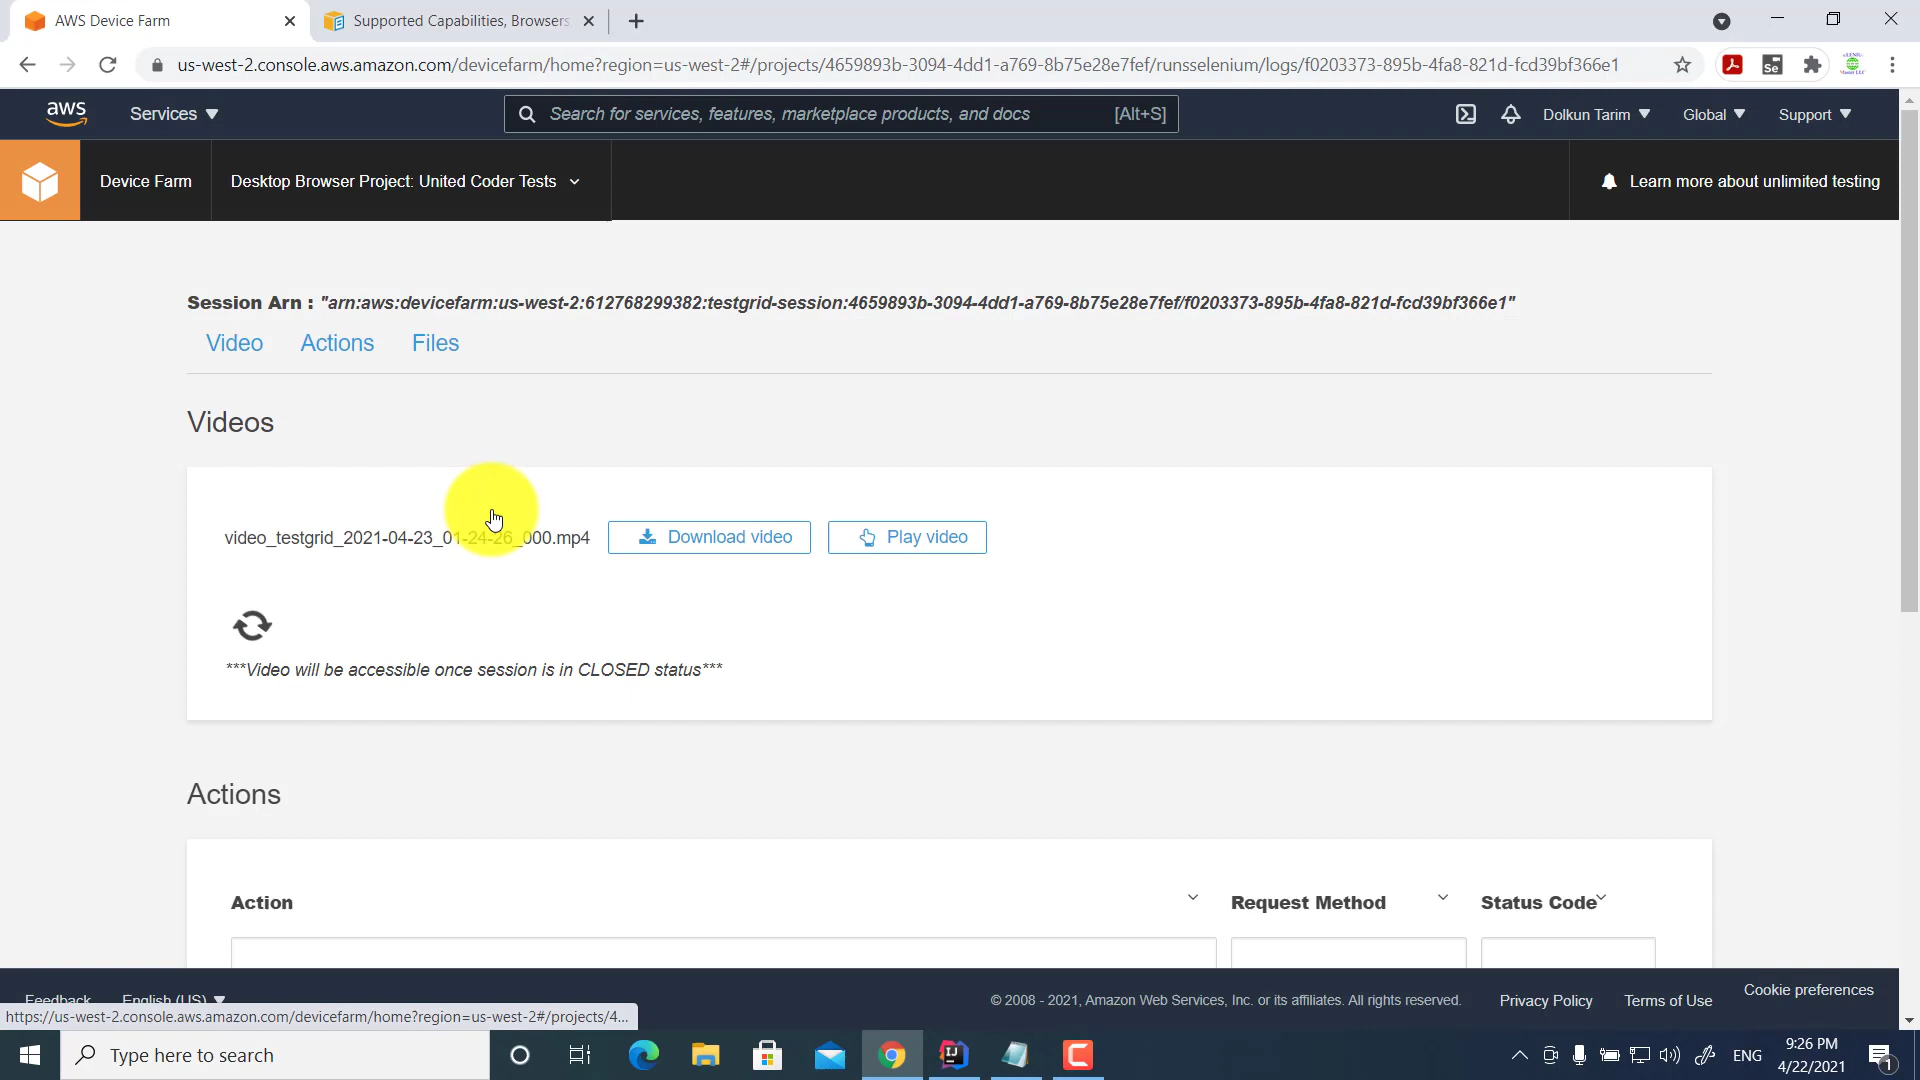 AWS Device Farm
Supported Capabilities, Browsers
us-west-2.console.aws.amazon.com/devicefarm/home?region=us-west-2#/projects/4659893b-3094-4dd1-a769-8b75e28e7fef/runsselenium/logs/f0203373-895b-4fa8-821d-fcd39bf366e1
aws
Services
Search for services, features, marketplace products, and docs
[Alt+S]
Dolkun Tarim
Global
Support
Device Farm
Desktop Browser Project: United Coder Tests
Learn more about unlimited testing
Session Arn : "arn:aws:devicefarm:us-west-2:612768299382:testgrid-session:4659893b-3094-4dd1-a769-8b75e28e7fef/f0203373-895b-4fa8-821d-fcd39bf366e1"
Video
Actions
Files
Videos
video_testgrid_2021-04-23_01-24-26_000.mp4
Download video
Play video
***Video will be accessible once session is in CLOSED status***
Actions
Action
Request Method
Status Code
Feedback
English (US)
© 2008 - 2021, Amazon Web Services, Inc. or its affiliates. All rights reserved.
Privacy Policy
Terms of Use
Cookie preferences
https://us-west-2.console.aws.amazon.com/devicefarm/home?region=us-west-2#/projects/4...
Type here to search
ENG
9:26 PM
4/22/2021
1